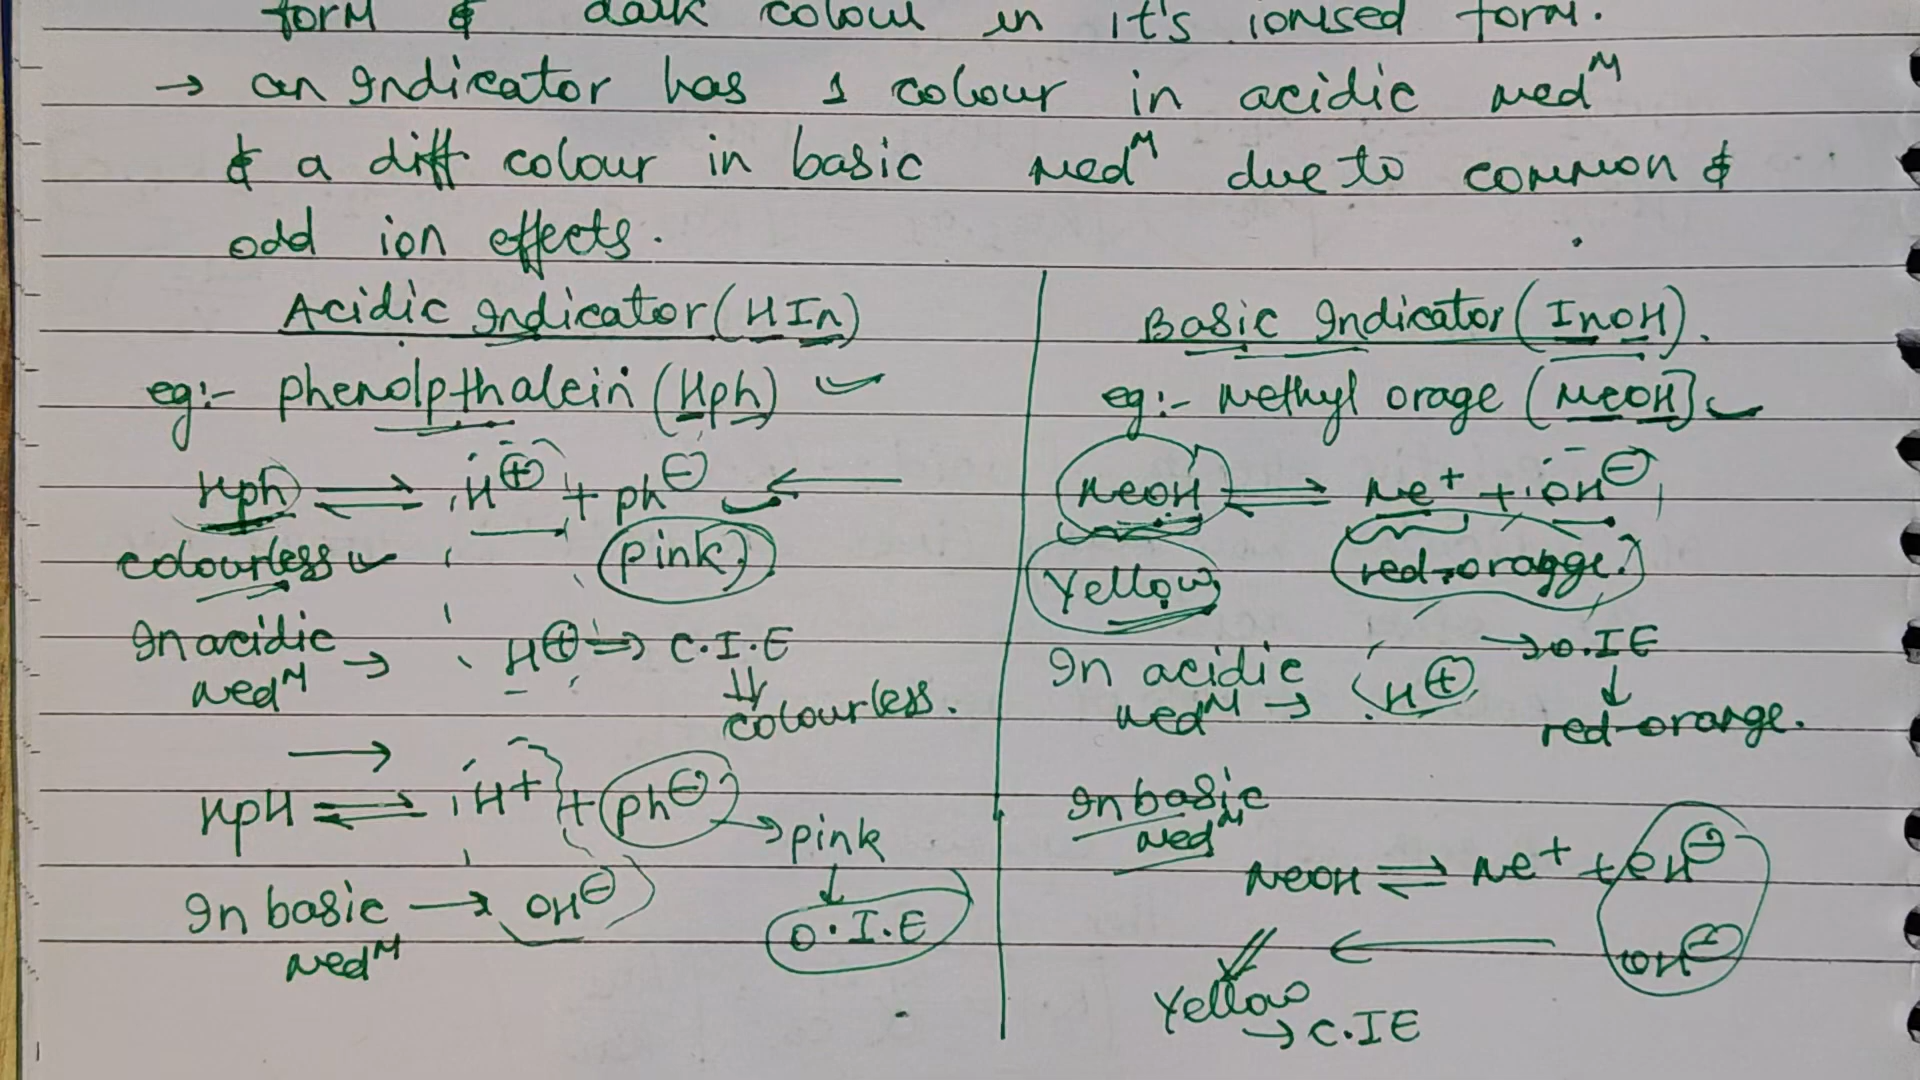 form & dark colour in it's ionised form.
→ an Indicator has 1 colour in acidic medᴹ
& a diff colour in basic medᴹ due to common &
odd ion effects.
Acidic Indicator (HIn)
eg:- phenolpthalein (Hph)
Hph ⇌ H⊕ + ph⊖ ←
colourless pink
In acidic medᴹ → H⊕ ⇒ C.I.E
⇓
colourless.
→
HpH ⇌ H+ + ph⊖ → pink
↓
In basic medᴹ → OH⊖ O.I.E
Basic Indicator (InOH).
eg:- Methyl orage (MeOH)
MeOH ⇌ Me+ + OH⊖
Yellow red-oragge.
In acidic medᴹ → H⊕ → O.IE
↓
red-orange.
In basic medᴹ
MeOH ⇌ Me+ + OH⊖
⇙ ← OH⊖
Yellow
→ C.IE